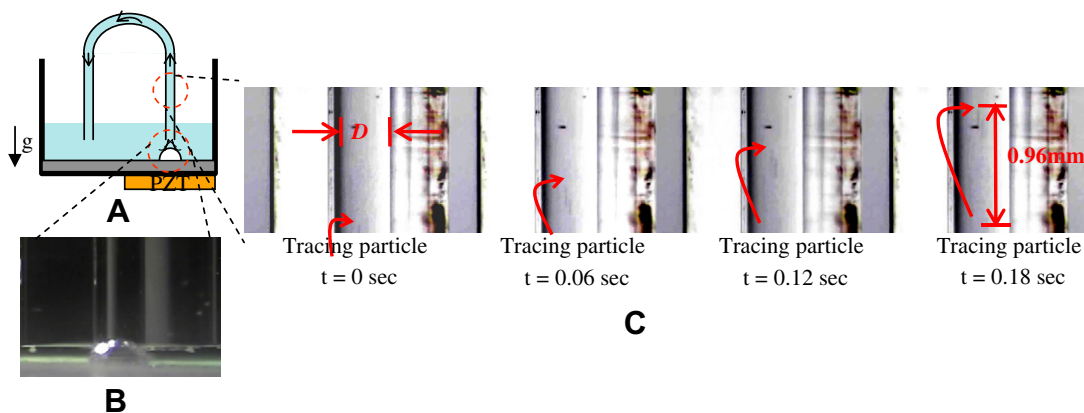 g
PZT
A
B
D
0.96mm
Tracing particle
t = 0 sec
Tracing particle
t = 0.06 sec
Tracing particle
t = 0.12 sec
Tracing particle
t = 0.18 sec
C